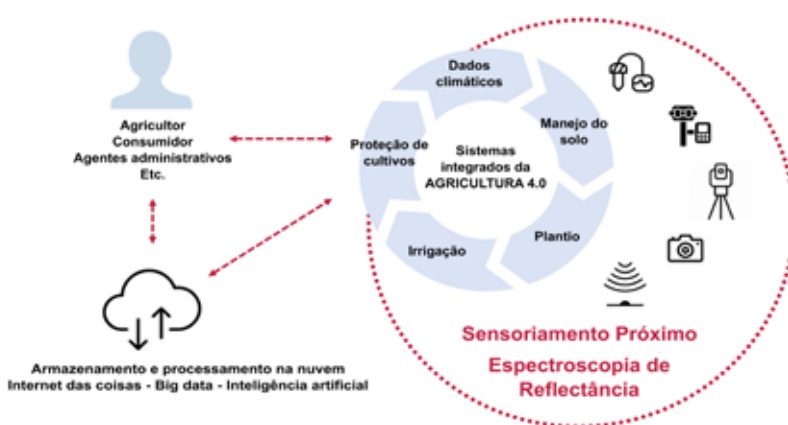 Agricultor
Consumidor
Agentes administrativos
Etc.
Dados
climáticos
Proteção de
cultivos
Manejo do
solo
Sistemas
integrados da
AGRICULTURA 4.0
Irrigação
Plantio
Armazenamento e processamento na nuvem
Internet das coisas - Big data - Inteligência artificial
Sensoriamento Próximo
Espectroscopia de
Reflectância